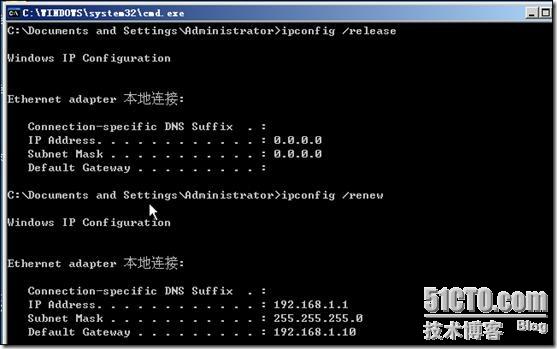 C:\WINDOWS\system32\cmd.exe
C:\Documents and Settings\Administrator>ipconfig /release
Windows IP Configuration
Ethernet adapter 本地连接:
Connection-specific DNS Suffix  . :
IP Address. . . . . . . . . . . . : 0.0.0.0
Subnet Mask . . . . . . . . . . . : 0.0.0.0
Default Gateway . . . . . . . . . :
C:\Documents and Settings\Administrator>ipconfig /renew
Windows IP Configuration
Ethernet adapter 本地连接:
Connection-specific DNS Suffix  . :
IP Address. . . . . . . . . . . . : 192.168.1.1
Subnet Mask . . . . . . . . . . . : 255.255.255.0
Default Gateway . . . . . . . . . : 192.168.1.10
51CTO.com
技术博客 Blog